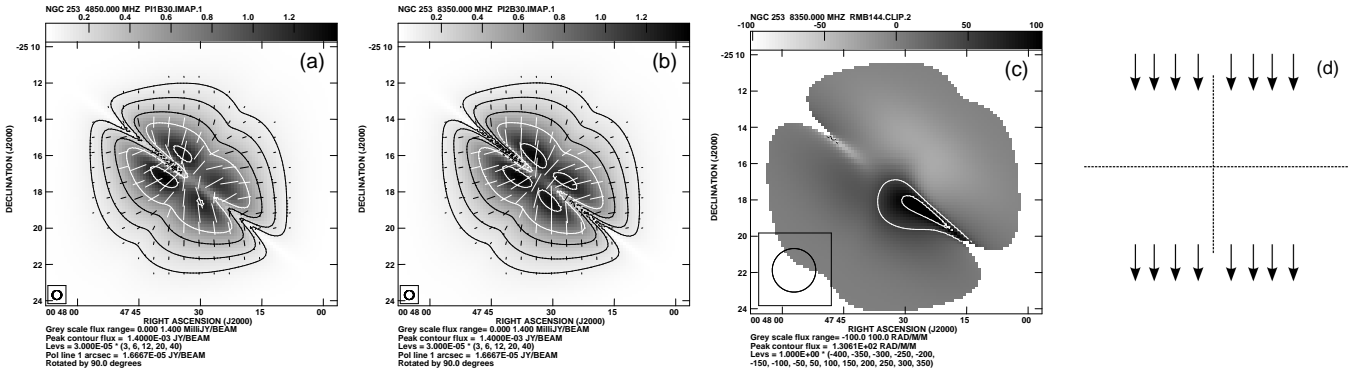 NGC 253 4850.000 MHZ PI1B30.IMAP.1
0.2 0.4 0.6 0.8 1.0 1.2
(a)
-25 10
12
14
16
18
20
22
24
DECLINATION (J2000)
00 48 00 47 45 30 15 00
RIGHT ASCENSION (J2000)
Grey scale flux range= 0.000 1.400 MilliJY/BEAM
Peak contour flux = 1.4000E-03 JY/BEAM
Levs = 3.000E-05 * (3, 6, 12, 20, 40)
Pol line 1 arcsec = 1.6667E-05 JY/BEAM
Rotated by 90.0 degrees
NGC 253 8350.000 MHZ PI2B30.IMAP.1
0.2 0.4 0.6 0.8 1.0 1.2
(b)
-25 10
12
14
16
18
20
22
24
DECLINATION (J2000)
00 48 00 47 45 30 15 00
RIGHT ASCENSION (J2000)
Grey scale flux range= 0.000 1.400 MilliJY/BEAM
Peak contour flux = 1.4000E-03 JY/BEAM
Levs = 3.000E-05 * (3, 6, 12, 20, 40)
Pol line 1 arcsec = 1.6667E-05 JY/BEAM
Rotated by 90.0 degrees
NGC 253 8350.000 MHZ RMB144.CLIP.2
-100 -50 0 50 100
(c)
-25 10
12
14
16
18
20
22
24
DECLINATION (J2000)
00 48 00 47 45 30 15 00
RIGHT ASCENSION (J2000)
Grey scale flux range= -100.0 100.0 RAD/M/M
Peak contour flux = 1.3061E+02 RAD/M/M
Levs = 1.000E+00 * (-400, -350, -300, -250, -200,
-150, -100, -50, 50, 100, 150, 200, 250, 300, 350)
(d)